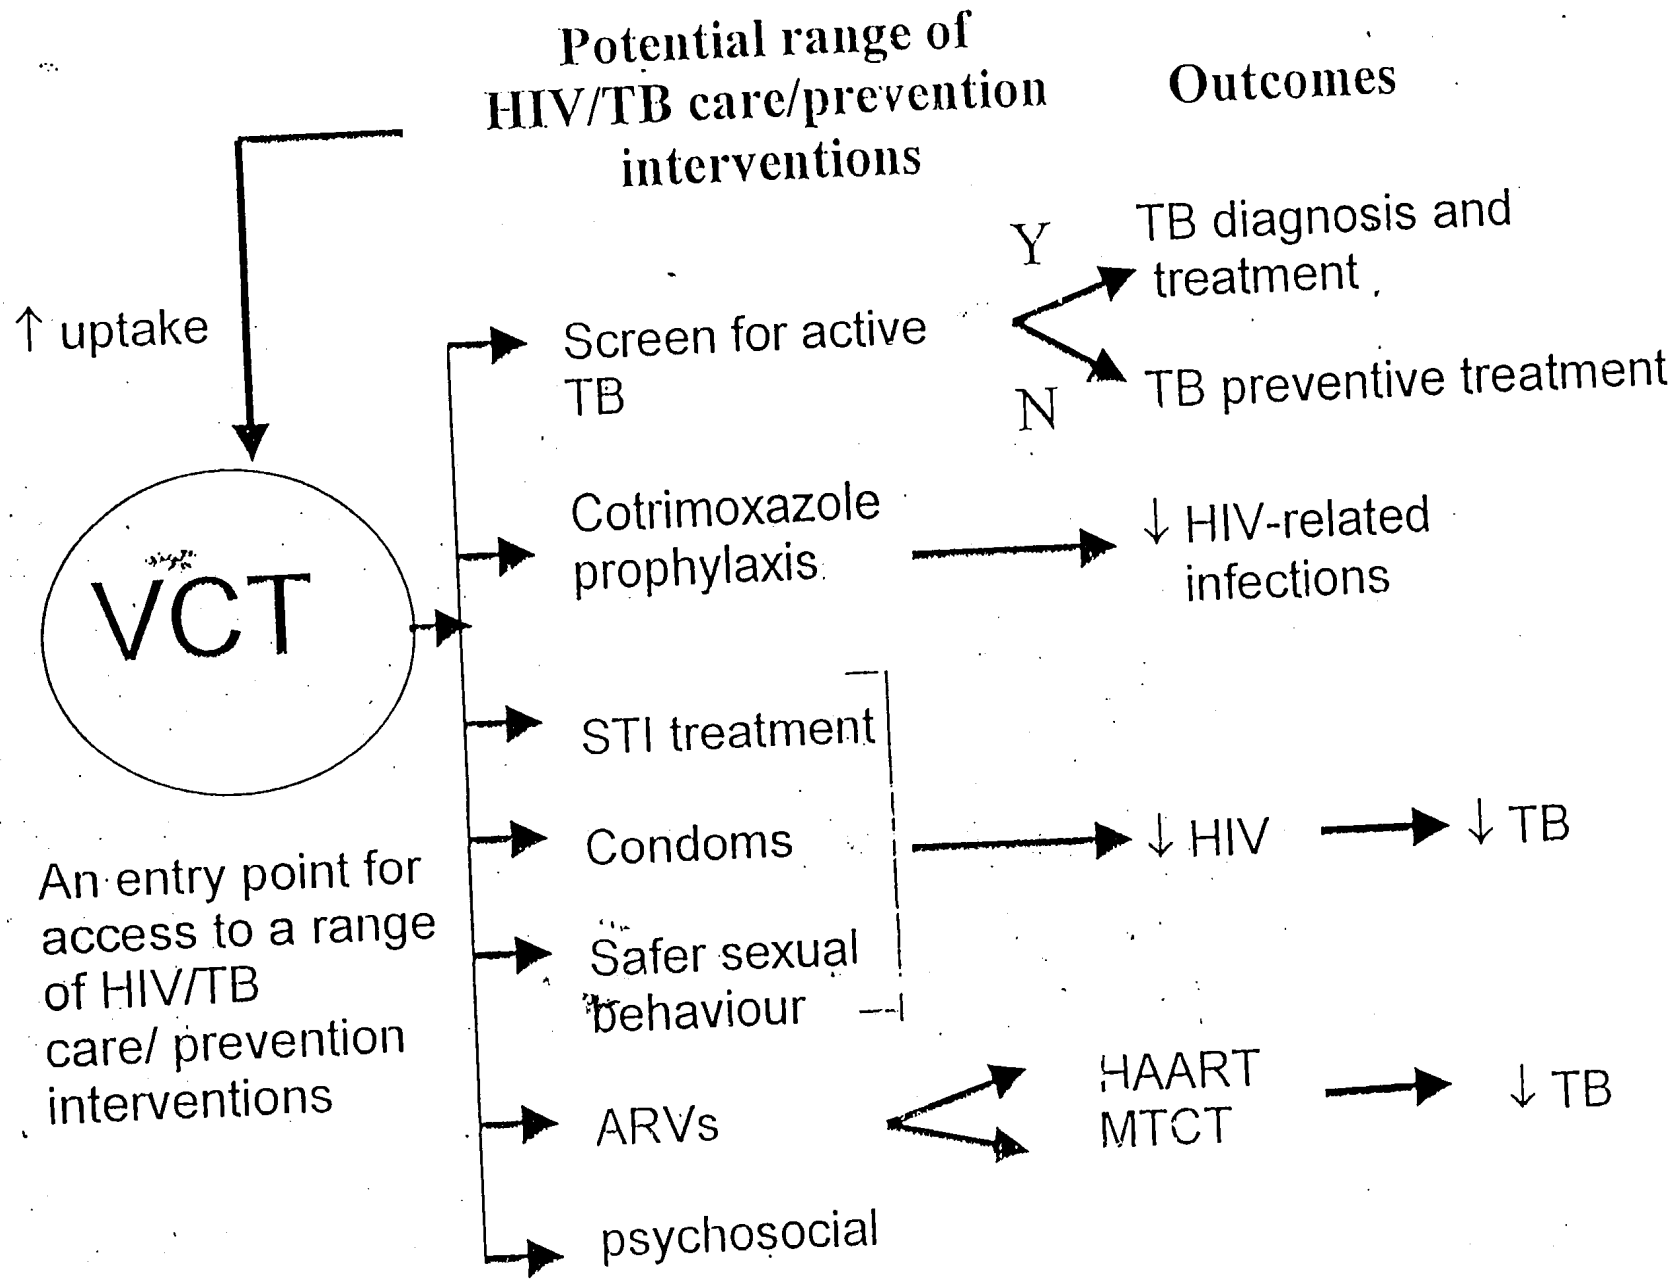 Potential range of
HIV/TB care/prevention
interventions
Outcomes
↑ uptake
VCT
An entry point for
access to a range
of HIV/TB
care/ prevention
interventions
Screen for active
TB
Y
TB diagnosis and
treatment
N
TB preventive treatment
Cotrimoxazole
prophylaxis
↓ HIV-related
infections
STI treatment
Condoms
Safer sexual
behaviour
↓ HIV
↓ TB
ARVs
HAART
MTCT
↓ TB
psychosocial